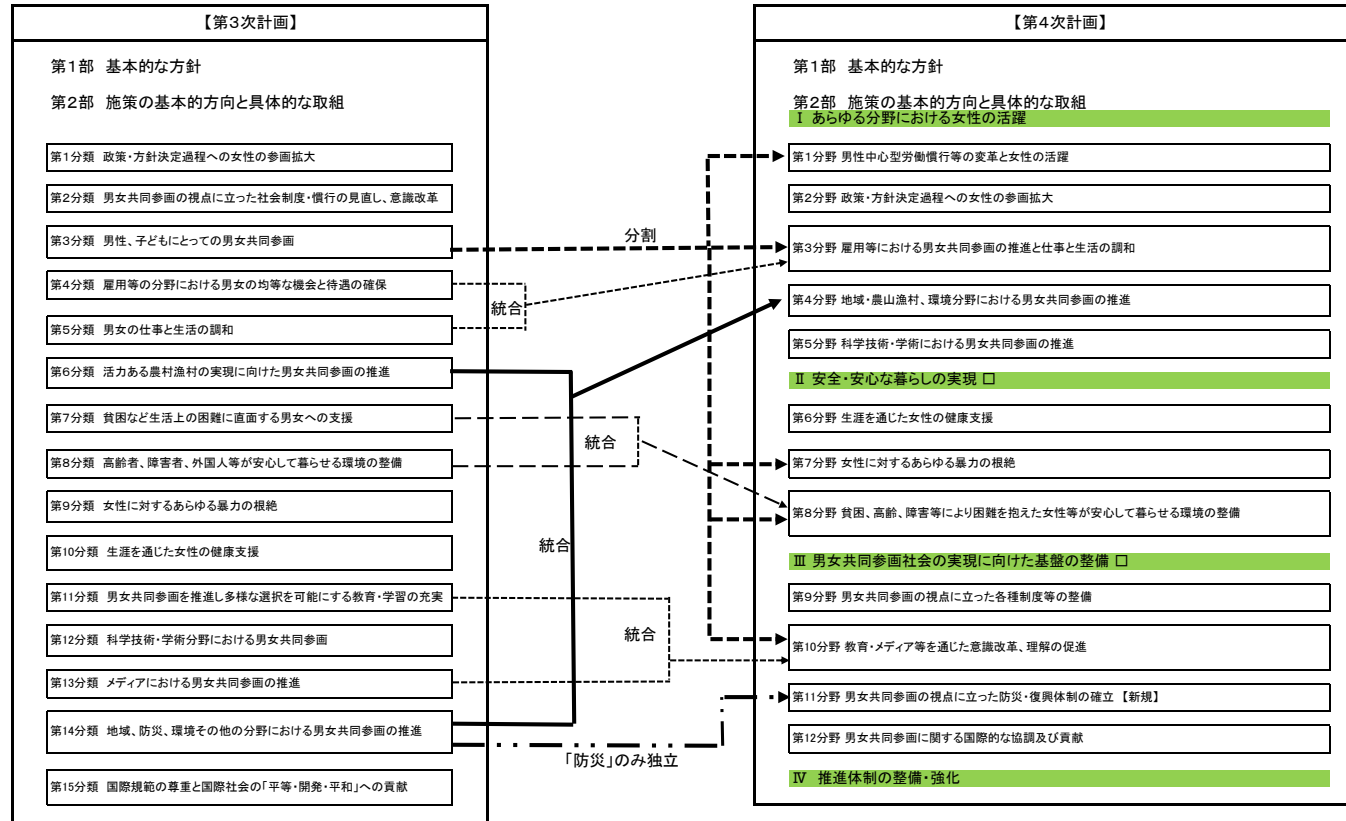 【第3次計画】
第1部 基本的な方針
第2部 施策の基本的方向と具体的な取組
第1分類 政策・方針決定過程への女性の参画拡大
第2分類 男女共同参画の視点に立った社会制度・慣行の見直し、意識改革
第3分類 男性、子どもにとっての男女共同参画
第4分類 雇用等の分野における男女の均等な機会と待遇の確保
第5分類 男女の仕事と生活の調和
第6分類 活力ある農村漁村の実現に向けた男女共同参画の推進
第7分類 貧困など生活上の困難に直面する男女への支援
第8分類 高齢者、障害者、外国人等が安心して暮らせる環境の整備
第9分類 女性に対するあらゆる暴力の根絶
第10分類 生涯を通じた女性の健康支援
第11分類 男女共同参画を推進し多様な選択を可能にする教育・学習の充実
第12分類 科学技術・学術分野における男女共同参画
第13分類 メディアにおける男女共同参画の推進
第14分類 地域、防災、環境その他の分野における男女共同参画の推進
第15分類 国際規範の尊重と国際社会の「平等・開発・平和」への貢献
分割
統合
統合
統合
統合
「防災」のみ独立
【第4次計画】
第1部 基本的な方針
第2部 施策の基本的方向と具体的な取組
Ⅰ あらゆる分野における女性の活躍
第1分野 男性中心型労働慣行等の変革と女性の活躍
第2分野 政策・方針決定過程への女性の参画拡大
第3分野 雇用等における男女共同参画の推進と仕事と生活の調和
第4分野 地域・農山漁村、環境分野における男女共同参画の推進
第5分野 科学技術・学術における男女共同参画の推進
Ⅱ 安全・安心な暮らしの実現 □
第6分野 生涯を通じた女性の健康支援
第7分野 女性に対するあらゆる暴力の根絶
第8分野 貧困、高齢、障害等により困難を抱えた女性等が安心して暮らせる環境の整備
Ⅲ 男女共同参画社会の実現に向けた基盤の整備 □
第9分野 男女共同参画の視点に立った各種制度等の整備
第10分野 教育・メディア等を通じた意識改革、理解の促進
第11分野 男女共同参画の視点に立った防災・復興体制の確立 【新規】
第12分野 男女共同参画に関する国際的な協調及び貢献
Ⅳ 推進体制の整備・強化